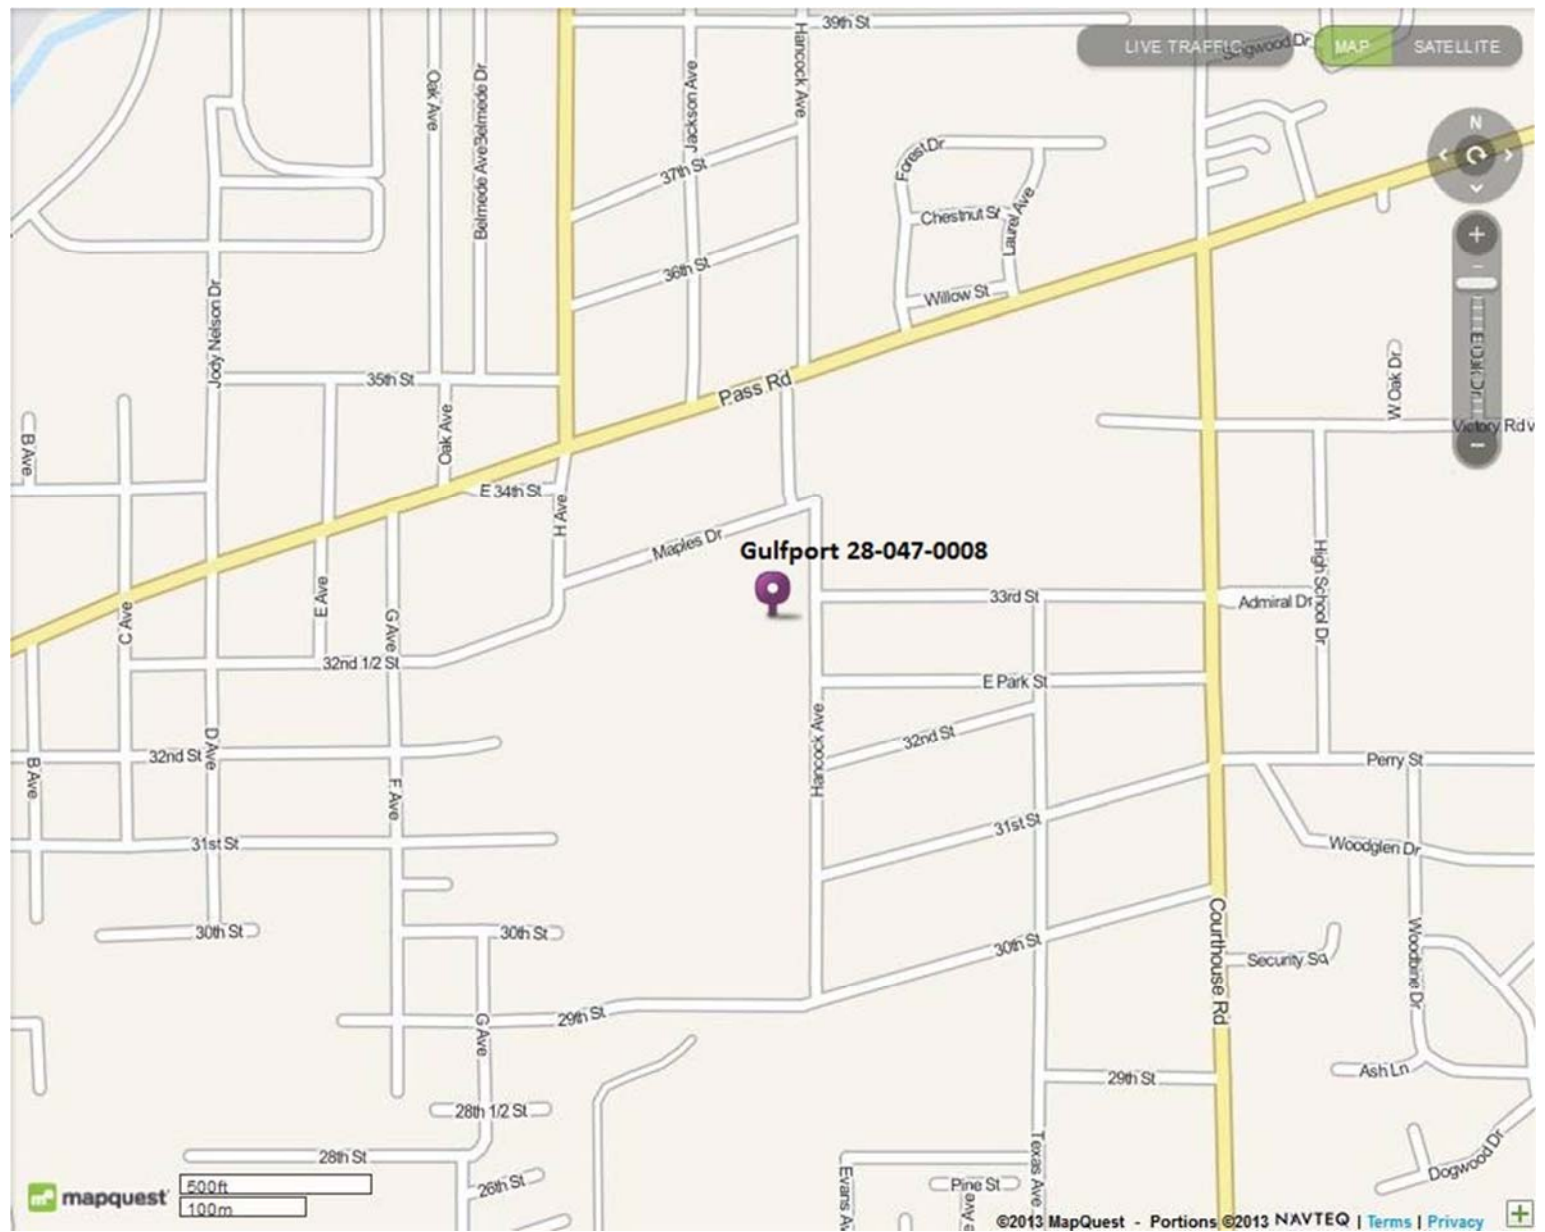 39th St
LIVE TRAFFIC
MAP
SATELLITE
Hancock Ave
Oak Ave
Belmede Dr
Belmede Ave
Jackson Ave
N
Forest Dr
37th St
Chestnut St
Laurel Ave
36th St
Willow St
Jody Nelson Dr
35th St
Pass Rd
W Oak Dr
Victory Rd
B Ave
Oak Ave
E 34th St
H Ave
Maples Dr
Gulfport 28-047-0008
High School Dr
C Ave
E Ave
G Ave
33rd St
Admiral Dr
32nd 1/2 St
E Park St
Hancock Ave
32nd St
D Ave
32nd St
B Ave
F Ave
Perry St
31st St
31st St
Woodglen Dr
30th St
30th St
30th St
Courthouse Rd
Security Sq
Woodbine Dr
29th St
G Ave
Ash Ln
29th St
28th 1/2 St
28th St
Texas Ave
Dogwood Dr
26th St
Evans A
Pine St
mapquest
500ft
100m
©2013 MapQuest - Portions ©2013 NAVTEQ | Terms | Privacy